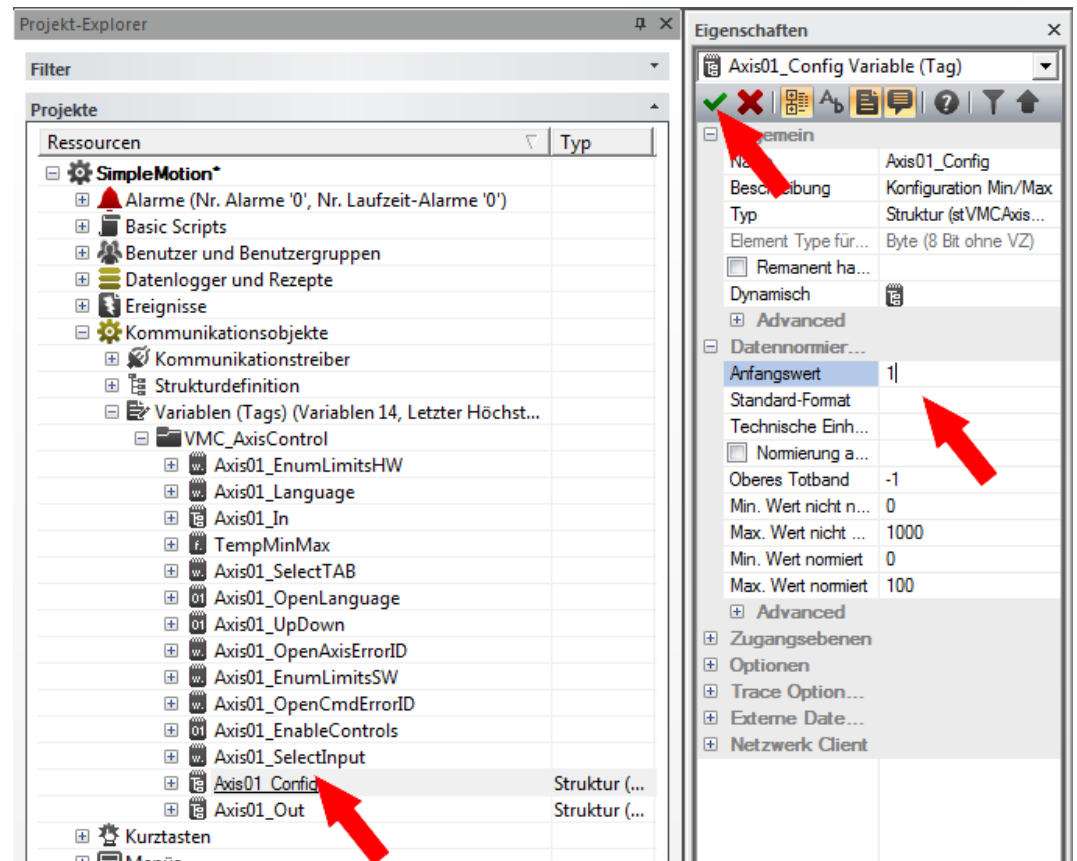 Projekt-Explorer
Filter
Projekte
Ressourcen Typ
SimpleMotion*
Alarme (Nr. Alarme '0', Nr. Laufzeit-Alarme '0')
Basic Scripts
Benutzer und Benutzergruppen
Datenlogger und Rezepte
Ereignisse
Kommunikationsobjekte
Kommunikationstreiber
Strukturdefinition
Variablen (Tags) (Variablen 14, Letzter Höchst...
VMC_AxisControl
Axis01_EnumLimitsHW
Axis01_Language
Axis01_In
TempMinMax
Axis01_SelectTAB
Axis01_OpenLanguage
Axis01_UpDown
Axis01_OpenAxisErrorID
Axis01_EnumLimitsSW
Axis01_OpenCmdErrorID
Axis01_EnableControls
Axis01_SelectInput
Axis01_Config Struktur (...
Axis01_Out Struktur (...
Kurztasten
Eigenschaften
Axis01_Config Variable (Tag)
Axis01_Config
Konfiguration Min/Max
Typ Struktur (stVMCAxis...
Element Type für... Byte (8 Bit ohne VZ)
Remanent ha...
Dynamisch
Advanced
Datennormier...
Anfangswert 1
Standard-Format
Technische Einh...
Normierung a...
Oberes Totband -1
Min. Wert nicht n... 0
Max. Wert nicht ... 1000
Min. Wert normiert 0
Max. Wert normiert 100
Advanced
Zugangsebenen
Optionen
Trace Option...
Externe Date...
Netzwerk Client